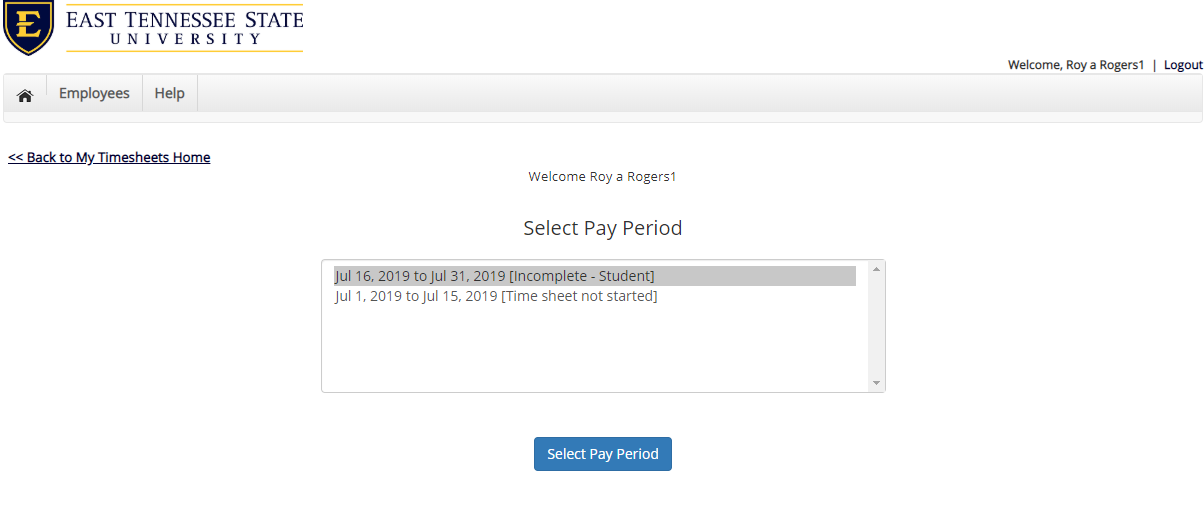 E
EAST TENNESSEE STATE
UNIVERSITY
Welcome, Roy a Rogers1 | Logout
Employees Help
<< Back to My Timesheets Home
Welcome Roy a Rogers1
Select Pay Period
Jul 16, 2019 to Jul 31, 2019 [Incomplete - Student]
Jul 1, 2019 to Jul 15, 2019 [Time sheet not started]
Select Pay Period